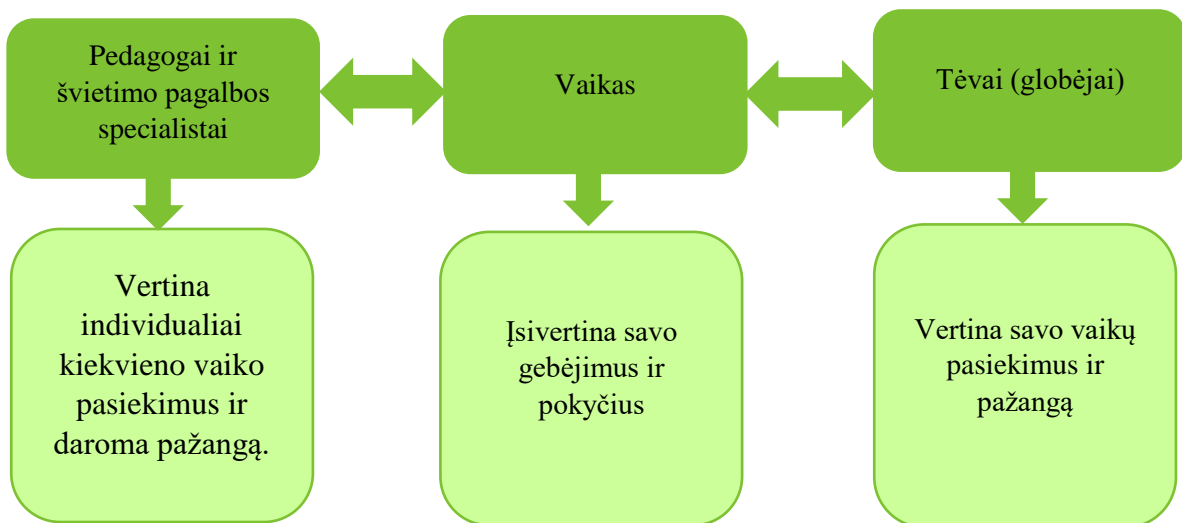 Pedagogai ir
švietimo pagalbos
specialistai
Vaikas
Tėvai (globėjai)
Vertina
individualiai
kiekvieno vaiko
pasiekimus ir
daroma pažangą.
Įsivertina savo
gebėjimus ir
pokyčius
Vertina savo vaikų
pasiekimus ir
pažangą